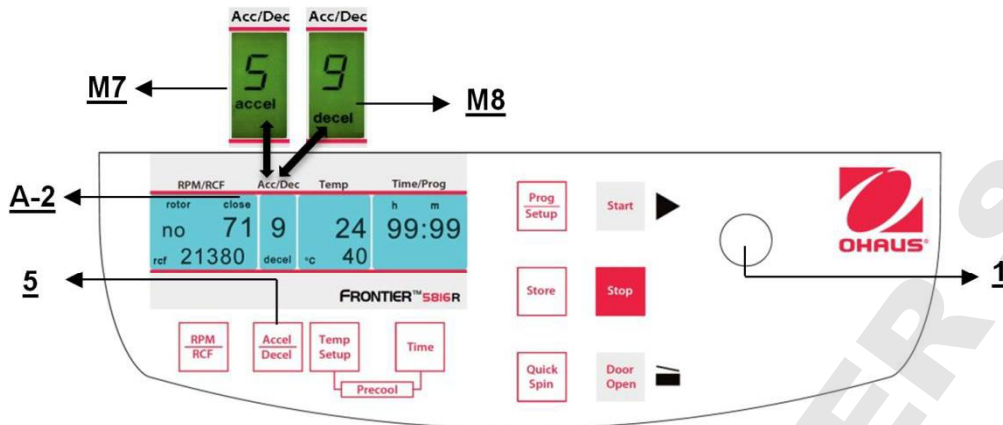 Acc/Dec Acc/Dec
5 9
accel decel
M7 M8
RPM/RCF Acc/Dec Temp Time/Prog
A-2
rotor close h m
no 71 9 24 99:99
rcf 21380 decel °C 40
5
FRONTIER™ 5816R
RPM
RCF
Accel
Decel
Temp
Setup
Time
Precool
Prog
Setup
Start
Store
Stop
Quick
Spin
Door
Open
OHAUS®
1